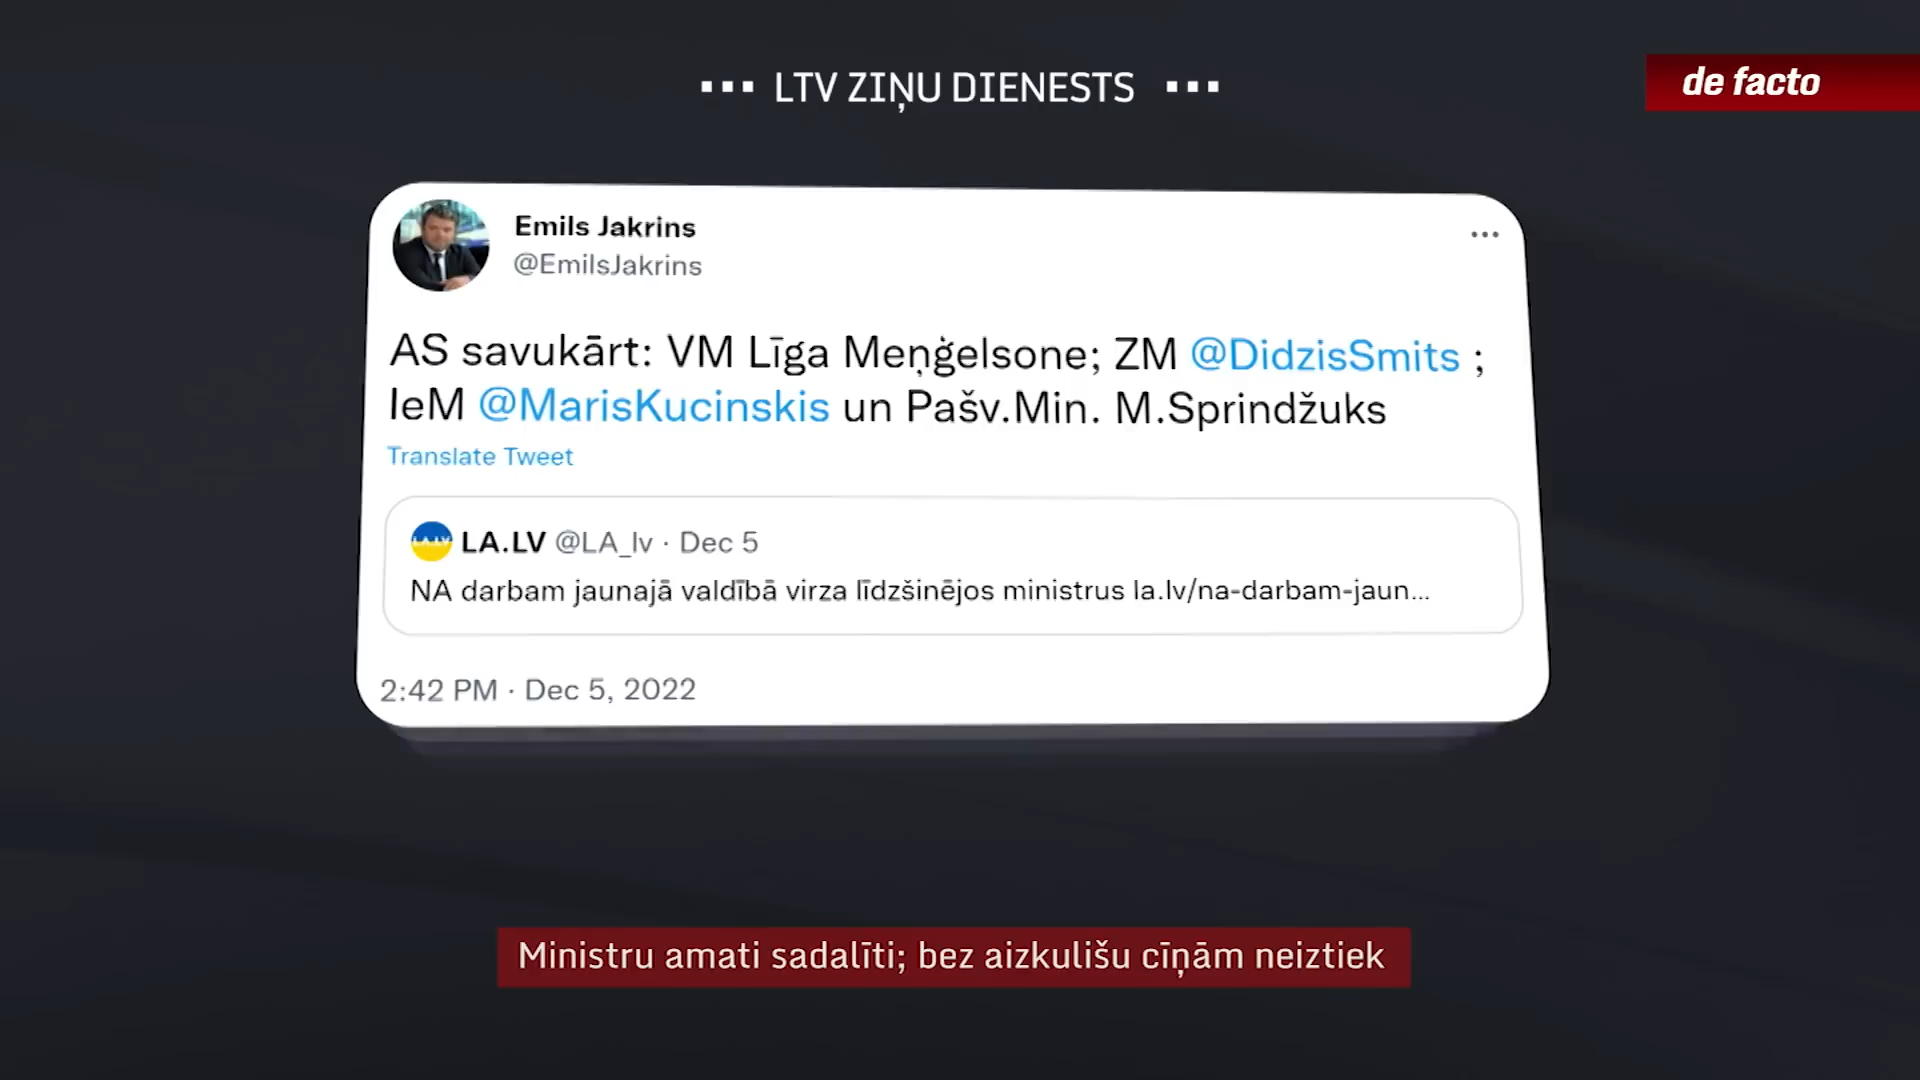 LTV ZIŅU DIENESTS
de facto
Emils Jakrins
@EmilsJakrins
AS savukārt: VM Līga Meņģelsone; ZM @DidzisSmits ;
IeM @MarisKucinskis un Pašv.Min. M.Sprindžuks
Translate Tweet
LA.LV @LA_lv · Dec 5
NA darbam jaunajā valdībā virza līdzšinējos ministrus la.lv/na-darbam-jaun...
2:42 PM · Dec 5, 2022
Ministru amati sadalīti; bez aizkulišu cīņām neiztiek